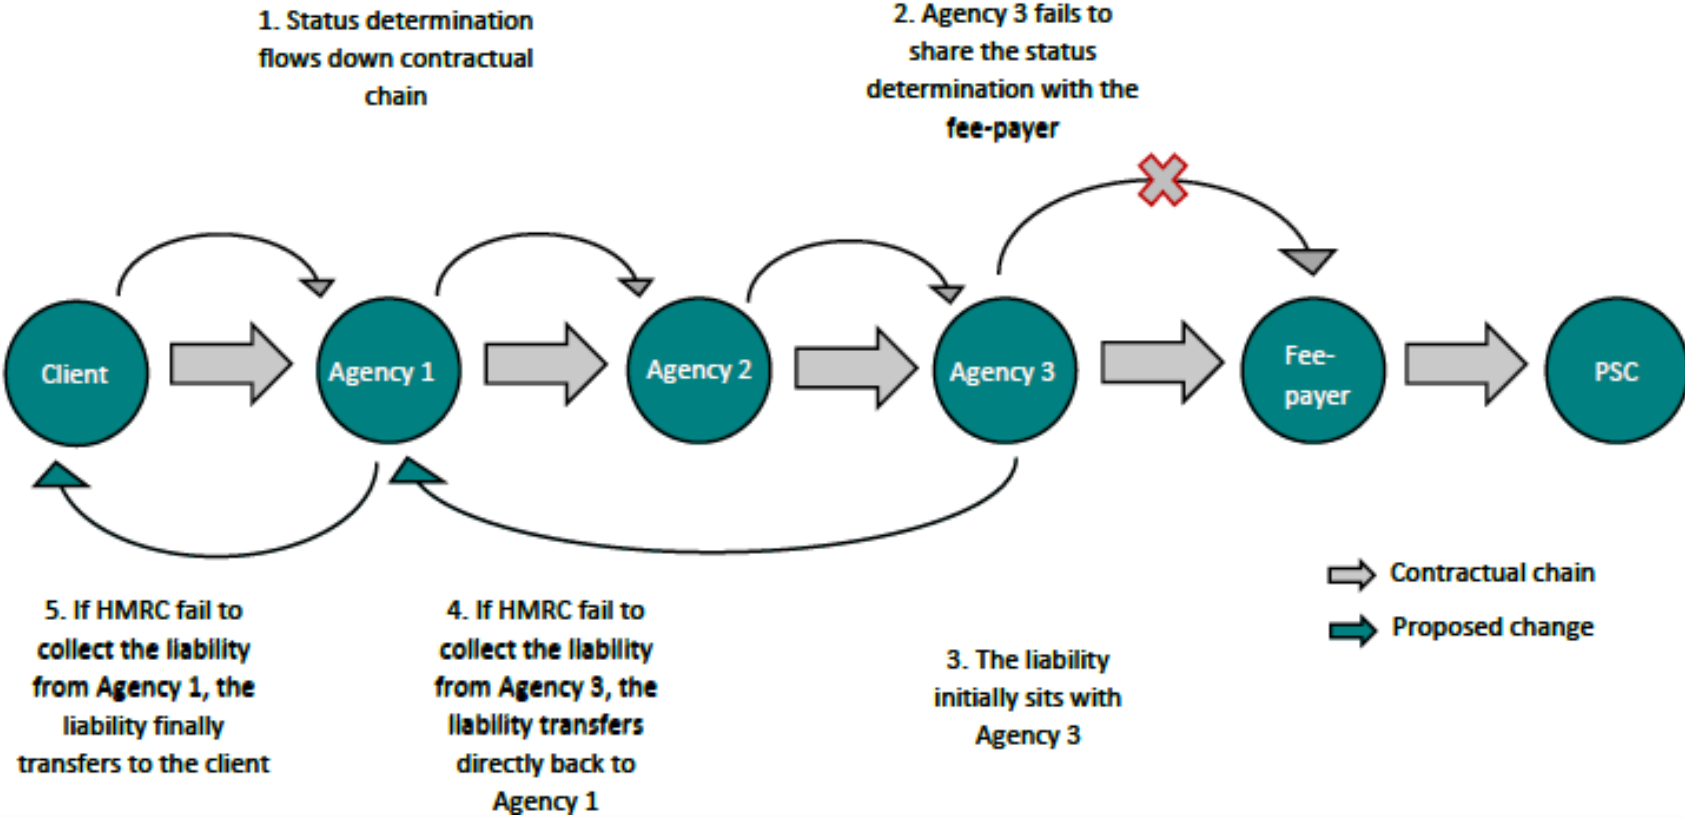 1. Status determination
flows down contractual
chain
2. Agency 3 fails to
share the status
determination with the
fee-payer
Client
Agency 1
Agency 2
Agency 3
Fee-
payer
PSC
Contractual chain
Proposed change
5. If HMRC fail to
collect the liability
from Agency 1, the
liability finally
transfers to the client
4. If HMRC fail to
collect the liability
from Agency 3, the
liability transfers
directly back to
Agency 1
3. The liability
initially sits with
Agency 3